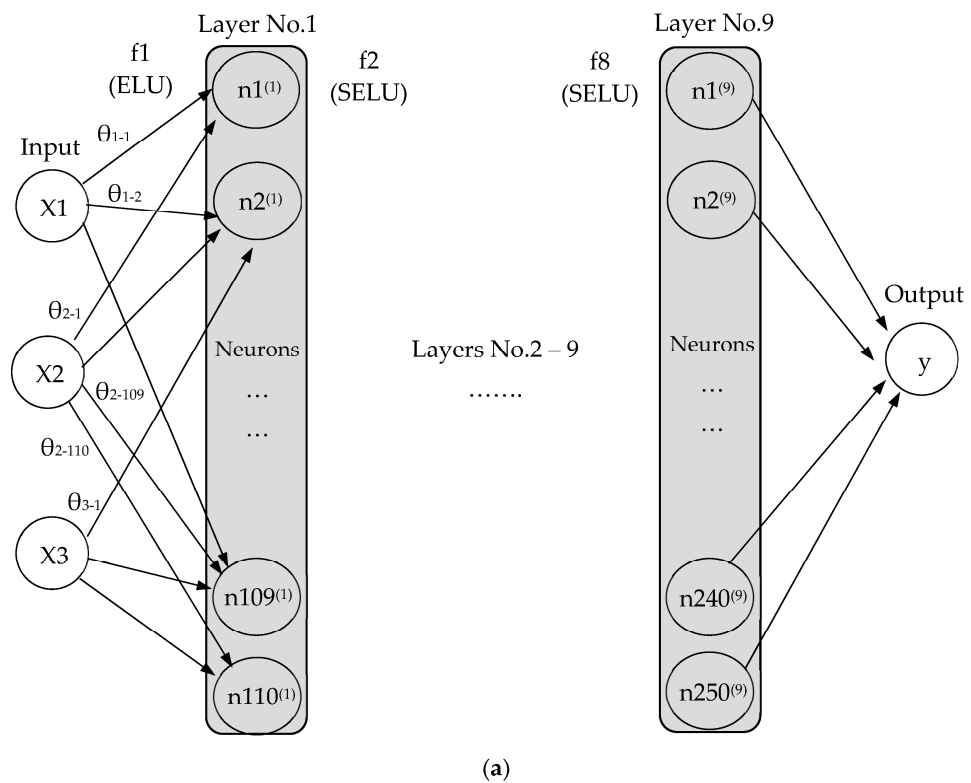 Layer No.1
Layer No.9
f1
(ELU)
f2
(SELU)
f8
(SELU)
n1(1)
n1(9)
θ1-1
Input
X1
θ1-2
n2(1)
n2(9)
θ2-1
Output
Neurons
Layers No.2 – 9
Neurons
X2
y
θ2-109
...
.......
...
...
...
θ2-110
θ3-1
X3
n109(1)
n240(9)
n110(1)
n250(9)
(a)